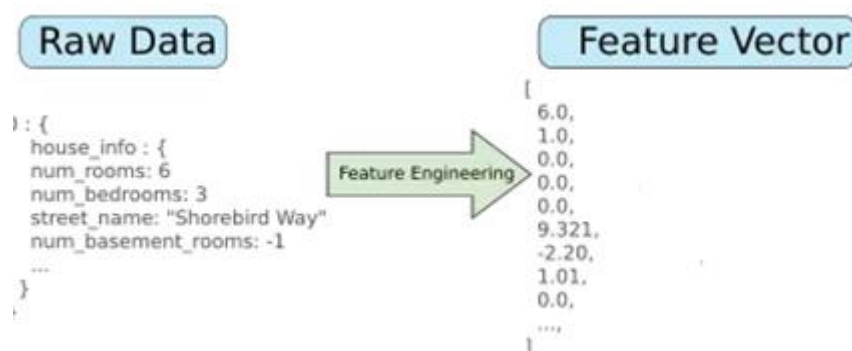 Raw Data
Feature Vector
0 : {
house_info : {
num_rooms: 6
num_bedrooms: 3
street_name: "Shorebird Way"
num_basement_rooms: -1
...
}
Feature Engineering
[
6.0,
1.0,
0.0,
0.0,
0.0,
9.321,
-2.20,
1.01,
0.0,
...,
]